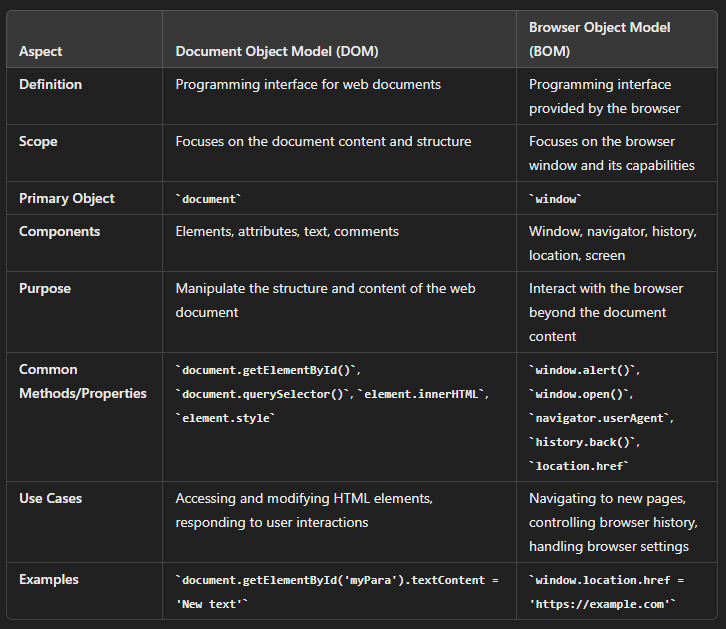 Aspect
Document Object Model (DOM)
Browser Object Model
(BOM)
Definition
Programming interface for web documents
Programming interface
provided by the browser
Scope
Focuses on the document content and structure
Focuses on the browser
window and its capabilities
Primary Object
`document`
`window`
Components
Elements, attributes, text, comments
Window, navigator, history,
location, screen
Purpose
Manipulate the structure and content of the web
document
Interact with the browser
beyond the document
content
Common
Methods/Properties
`document.getElementById()`,
`document.querySelector()`, `element.innerHTML`,
`element.style`
`window.alert()`,
`window.open()`,
`navigator.userAgent`,
`history.back()`,
`location.href`
Use Cases
Accessing and modifying HTML elements,
responding to user interactions
Navigating to new pages,
controlling browser history,
handling browser settings
Examples
`document.getElementById('myPara').textContent =
'New text'`
`window.location.href =
'https://example.com'`